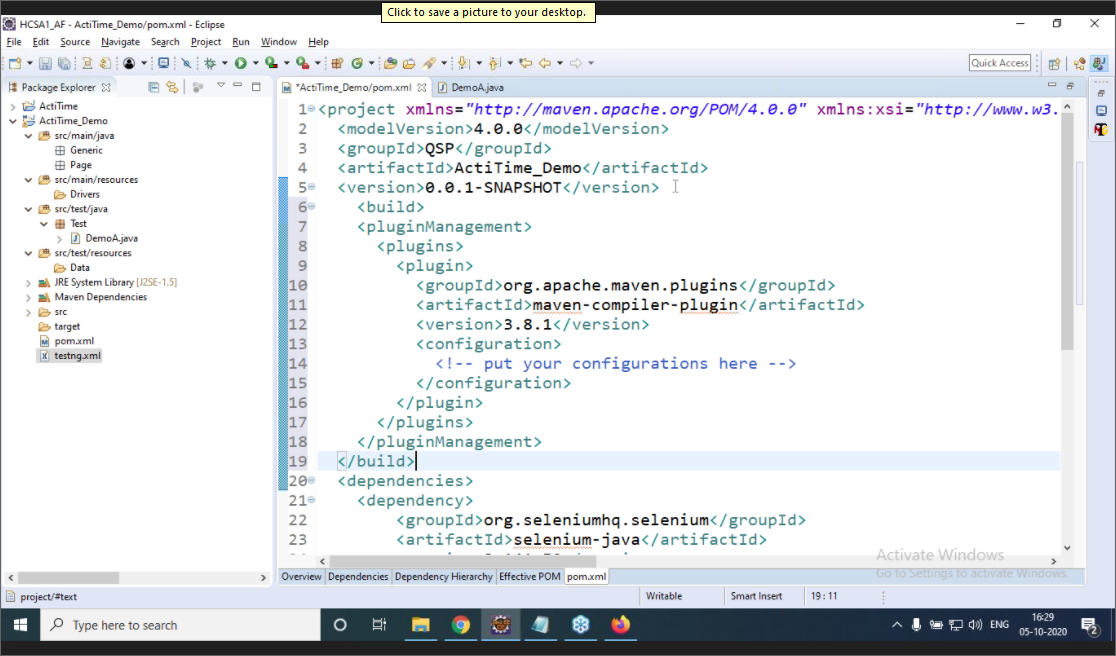 Click to save a picture to your desktop.
HCSA1_AF - ActiTime_Demo/pom.xml - Eclipse
File Edit Source Navigate Search Project Run Window Help
Quick Access
Package Explorer
*ActiTime_Demo/pom.xml DemoA.java
ActiTime
ActiTime_Demo
src/main/java
Generic
Page
src/main/resources
Drivers
src/test/java
Test
DemoA.java
src/test/resources
Data
JRE System Library [J2SE-1.5]
Maven Dependencies
src
target
pom.xml
testng.xml
1 <project xmlns="http://maven.apache.org/POM/4.0.0" xmlns:xsi="http://www.w3.
2 <modelVersion>4.0.0</modelVersion>
3 <groupId>QSP</groupId>
4 <artifactId>ActiTime_Demo</artifactId>
5 <version>0.0.1-SNAPSHOT</version>
6 <build>
7 <pluginManagement>
8 <plugins>
9 <plugin>
10 <groupId>org.apache.maven.plugins</groupId>
11 <artifactId>maven-compiler-plugin</artifactId>
12 <version>3.8.1</version>
13 <configuration>
14 <!-- put your configurations here -->
15 </configuration>
16 </plugin>
17 </plugins>
18 </pluginManagement>
19 </build>
20 <dependencies>
21 <dependency>
22 <groupId>org.seleniumhq.selenium</groupId>
23 <artifactId>selenium-java</artifactId>
Activate Windows
Go to Settings to activate Windows.
Overview Dependencies Dependency Hierarchy Effective POM pom.xml
project/#text Writable Smart Insert 19 : 11
Type here to search
ENG
16:29
05-10-2020
2